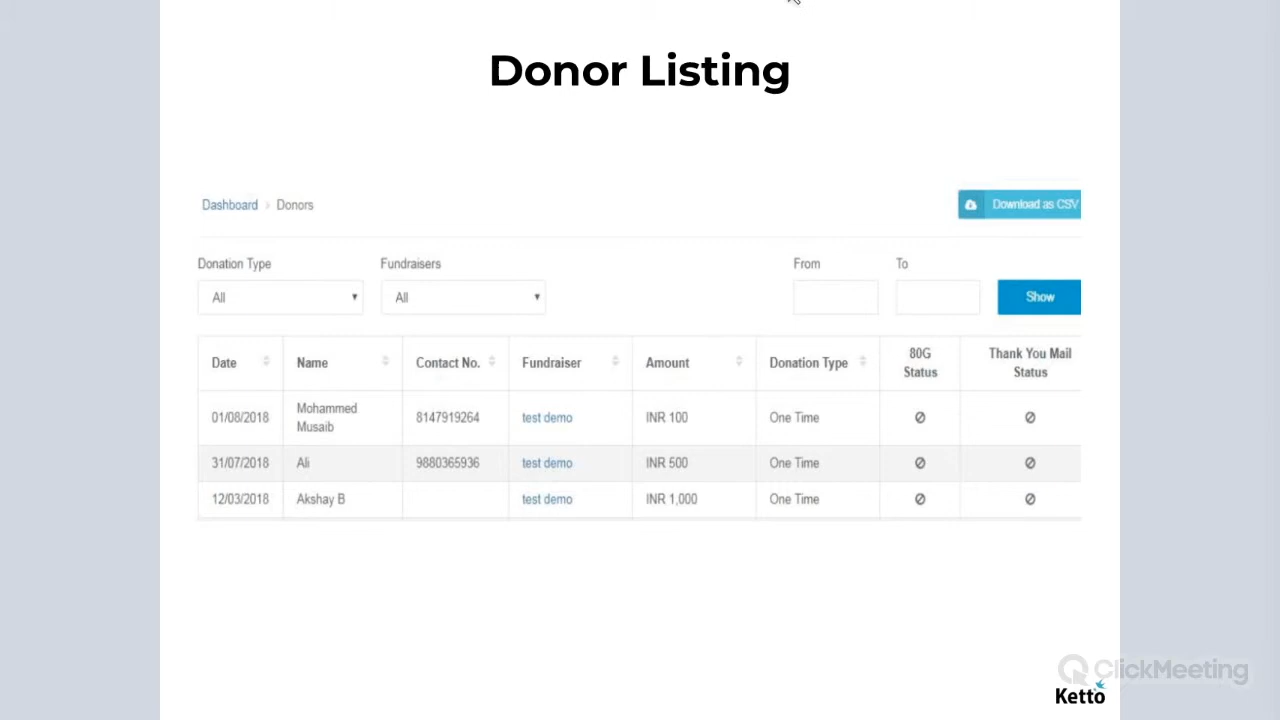 Donor Listing
Dashboard Donors
Download as CSV
Donation Type Fundraisers From To
All All Show
Date Name Contact No. Fundraiser Amount Donation Type 80G Status Thank You Mail Status
01/08/2018 Mohammed Musaib 8147919264 test demo INR 100 One Time
31/07/2018 Ali 9880365936 test demo INR 500 One Time
12/03/2018 Akshay B test demo INR 1,000 One Time
ClickMeeting
Ketto